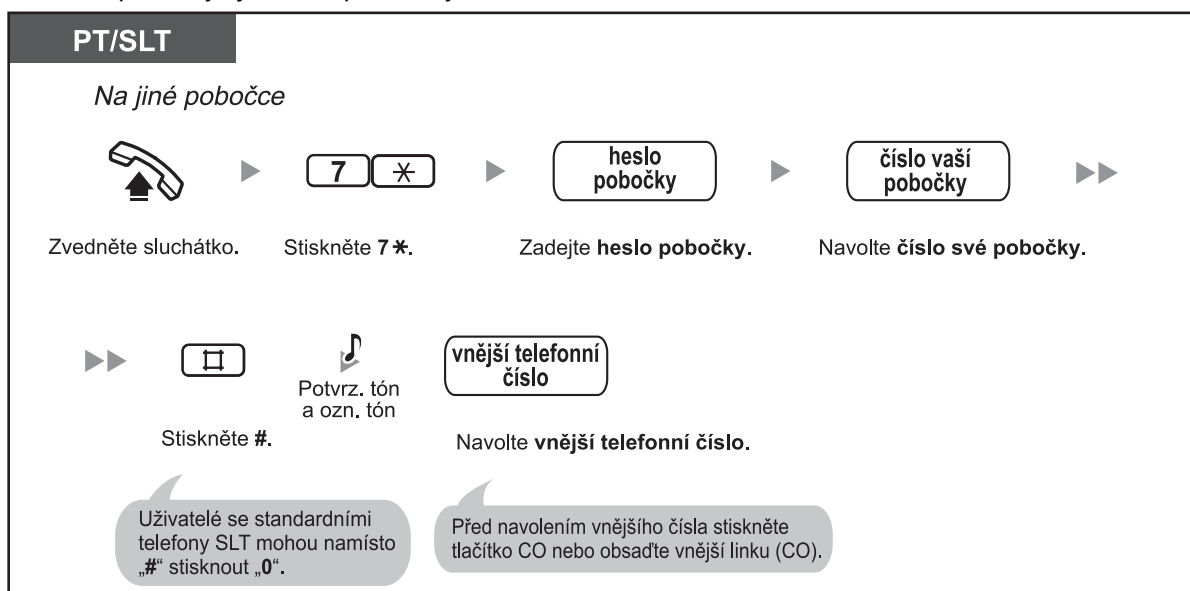 PT/SLT
Na jiné pobočce
7 *
heslo
pobočky
číslo vaší
pobočky
Zvedněte sluchátko.
Stiskněte 7*.
Zadejte heslo pobočky.
Navolte číslo své pobočky.
Potvrz. tón
a ozn. tón
vnější telefonní
číslo
Stiskněte #.
Navolte vnější telefonní číslo.
Uživatelé se standardními
telefony SLT mohou namísto
„#“ stisknout „0“.
Před navolením vnějšího čísla stiskněte
tlačítko CO nebo obsaďte vnější linku (CO).